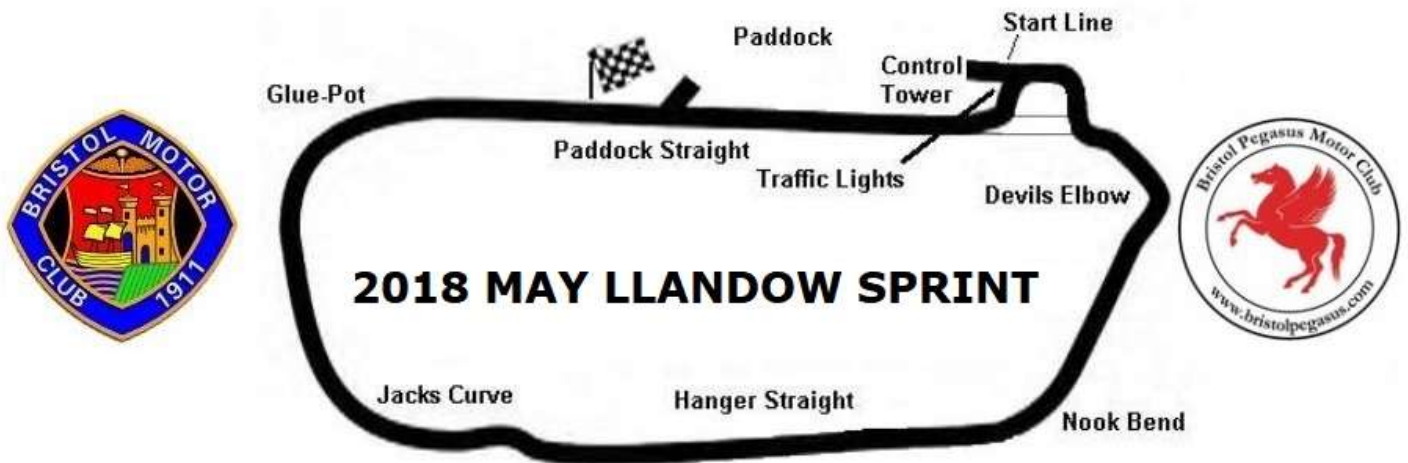 Start Line
Paddock
Control
Tower
Glue-Pot
Paddock Straight
Traffic Lights
Devils Elbow
BRISTOL MOTOR
CLUB 1911
Bristol Pegasus Motor Club
www.bristolpegasus.com
2018 MAY LLANDOW SPRINT
Jacks Curve
Hanger Straight
Nook Bend